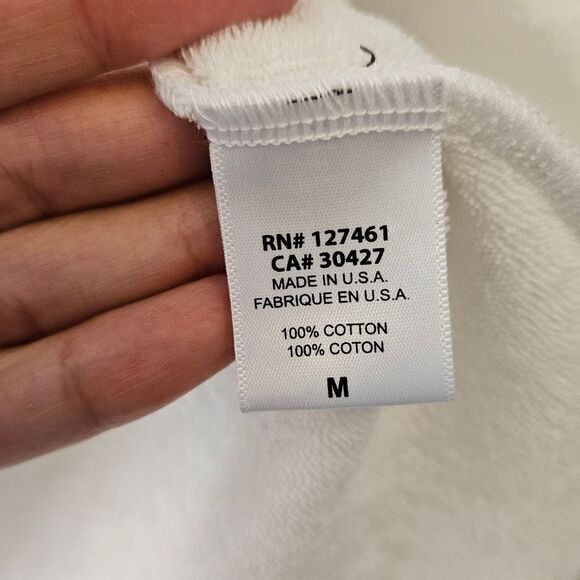 RN# 127461
CA# 30427
MADE IN U.S.A.
FABRIQUE EN U.S.A.
100% COTTON
100% COTON
M